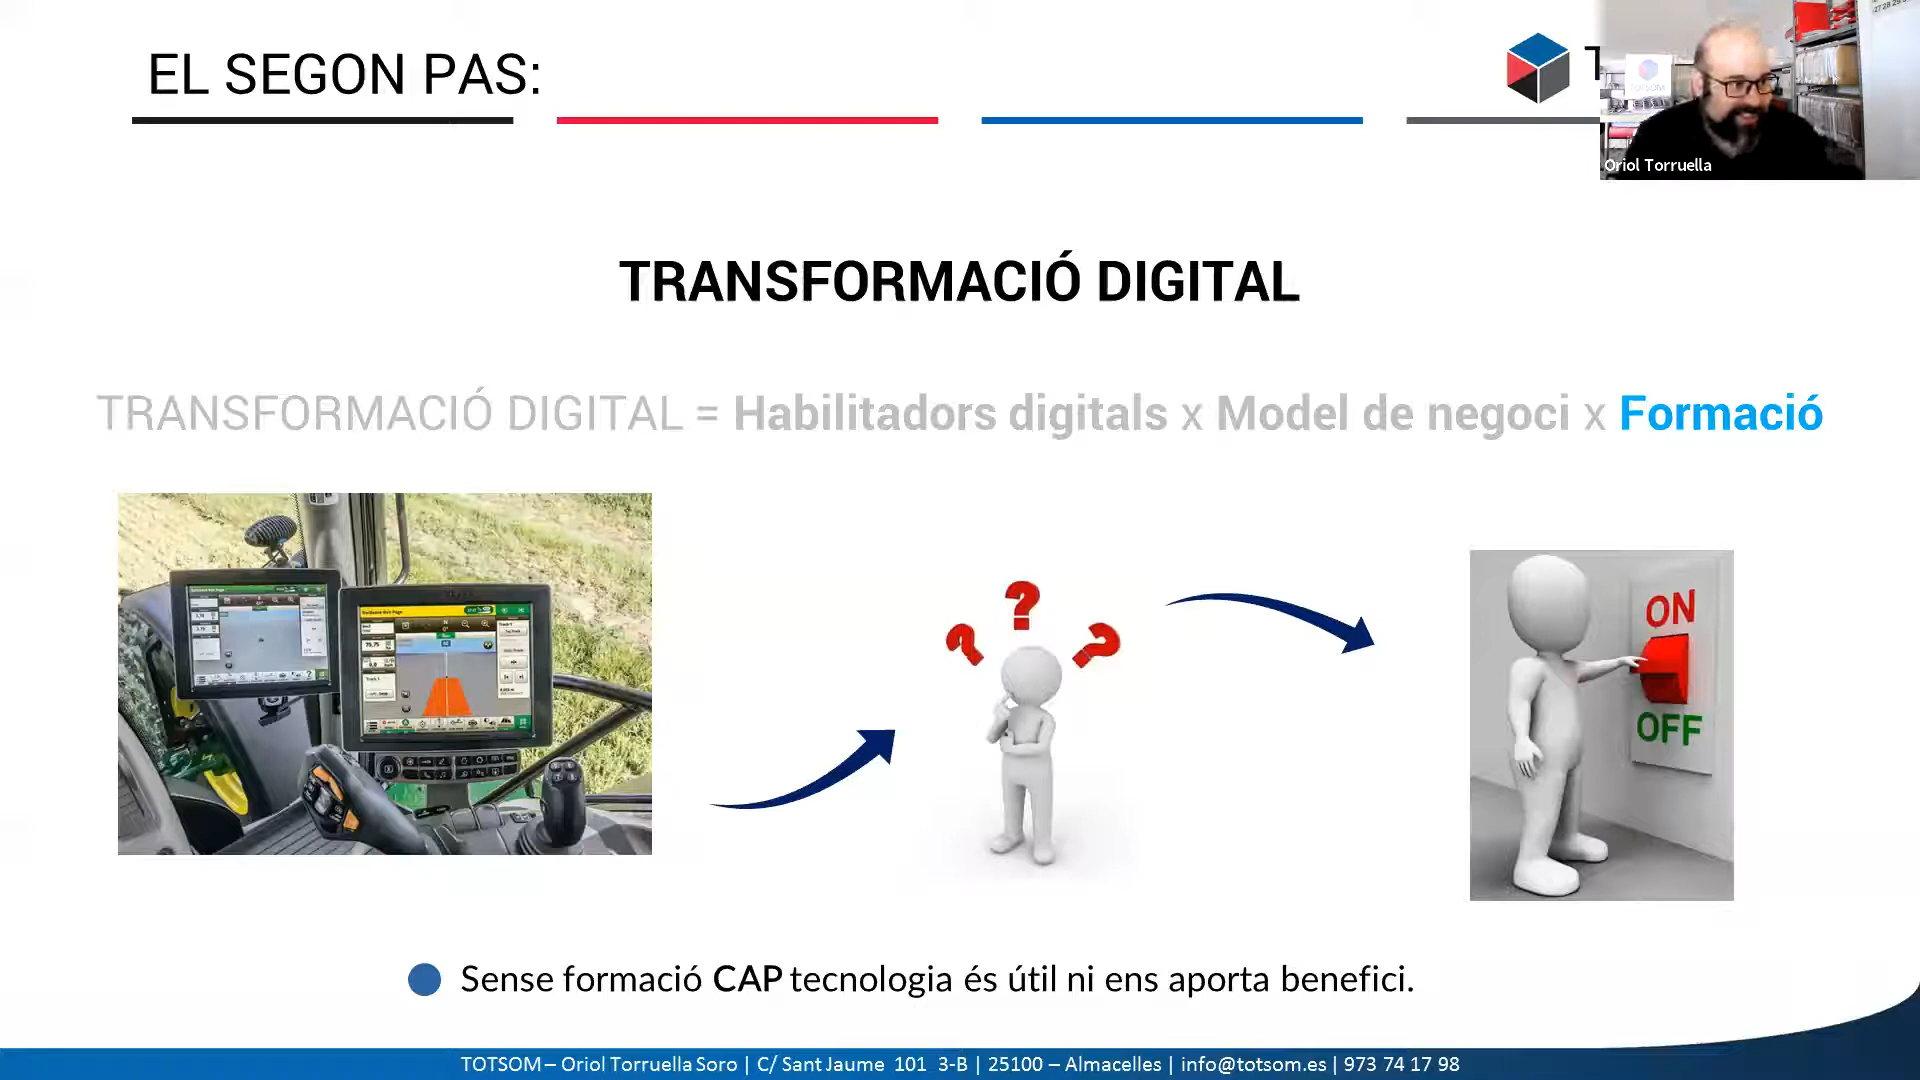 EL SEGON PAS:
T
TOTSOM
Oriol Torruella
TRANSFORMACIÓ DIGITAL
TRANSFORMACIÓ DIGITAL = Habilitadors digitals x Model de negoci x Formació
? ? ?
ON
OFF
Sense formació CAP tecnologia és útil ni ens aporta benefici.
TOTSOM – Oriol Torruella Soro | C/ Sant Jaume 101 3-B | 25100 – Almacelles | info@totsom.es | 973 74 17 98